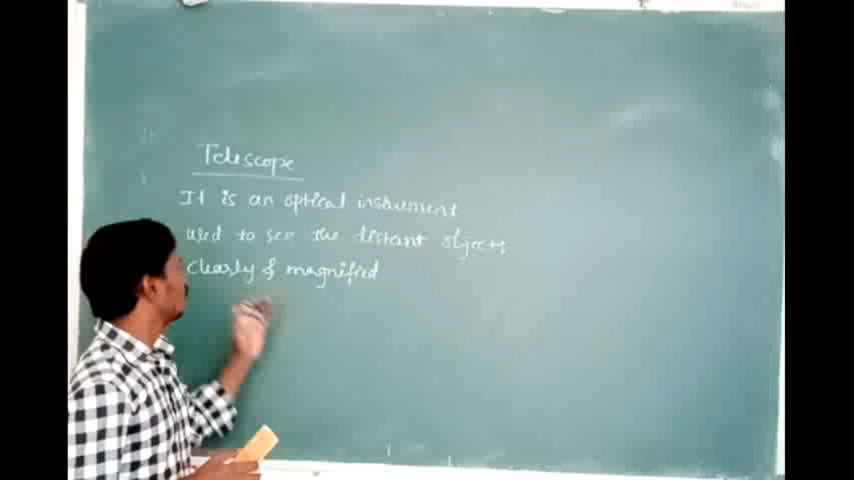 Telescope
It is an optical instrument
used to see the distant objects
clearly & magnified